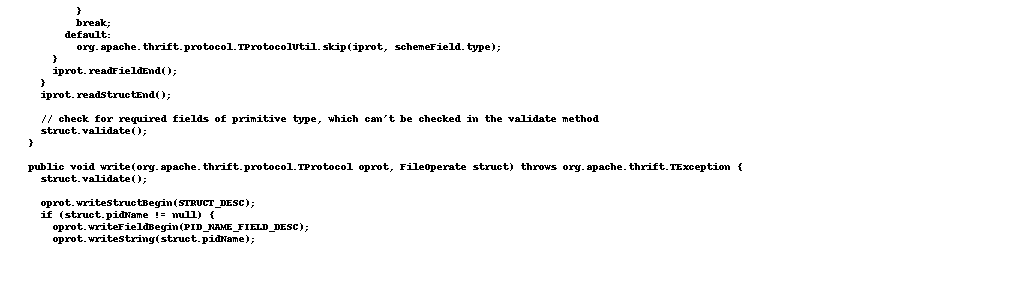 }
break;
default:
org.apache.thrift.protocol.TProtocolUtil.skip(iprot, schemeField.type);
}
iprot.readFieldEnd();
}
iprot.readStructEnd();
// check for required fields of primitive type, which can't be checked in the validate method
struct.validate();
}
public void write(org.apache.thrift.protocol.TProtocol oprot, FileOperate struct) throws org.apache.thrift.TException {
struct.validate();
oprot.writeStructBegin(STRUCT_DESC);
if (struct.pidName != null) {
oprot.writeFieldBegin(PID_NAME_FIELD_DESC);
oprot.writeString(struct.pidName);